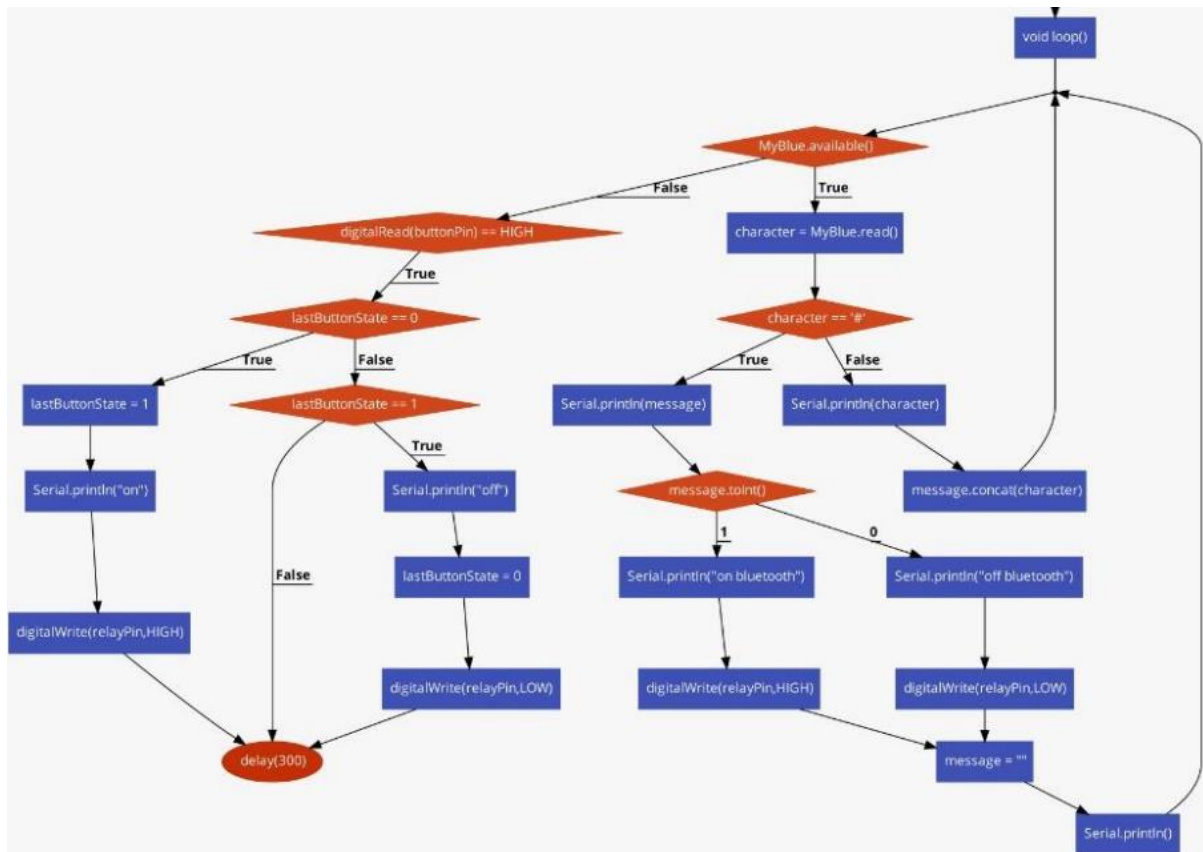 void loop()
MyBlue.available()
False
True
digitalRead(buttonPin) == HIGH
character = MyBlue.read()
True
lastButtonState == 0
character == '#'
True
False
True
False
lastButtonState = 1
lastButtonState == 1
Serial.println(message)
Serial.println(character)
True
Serial.println("on")
Serial.println("off")
message.toInt()
message.concat(character)
1
0
False
lastButtonState = 0
Serial.println("on bluetooth")
Serial.println("off bluetooth")
digitalWrite(relayPin,HIGH)
digitalWrite(relayPin,LOW)
digitalWrite(relayPin,HIGH)
digitalWrite(relayPin,LOW)
delay(300)
message = ""
Serial.println()